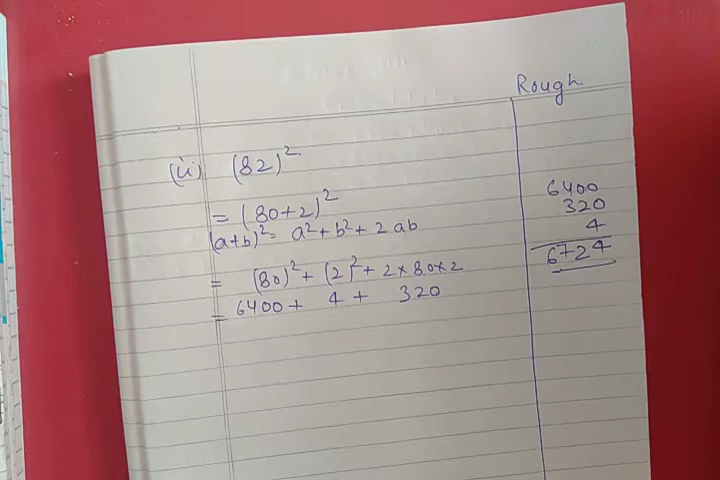 Rough
(ii) (82)²
= (80+2)²
(a+b)² = a² + b² + 2ab
= (80)² + (2)² + 2×80×2
= 6400 + 4 + 320
6400
320
4
6724